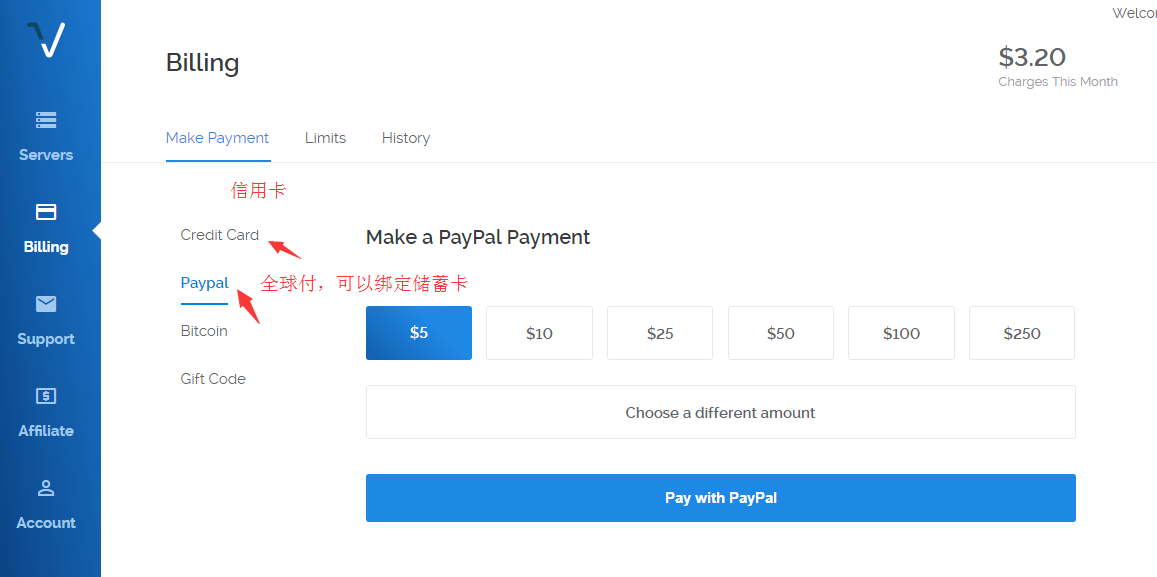 Welcor
Billing
$3.20
Charges This Month
Make Payment Limits History
Servers
信用卡
Credit Card
Make a PayPal Payment
Billing
Paypal
全球付，可以绑定储蓄卡
Bitcoin
$5 $10 $25 $50 $100 $250
Support
Gift Code
Choose a different amount
Affiliate
Pay with PayPal
Account